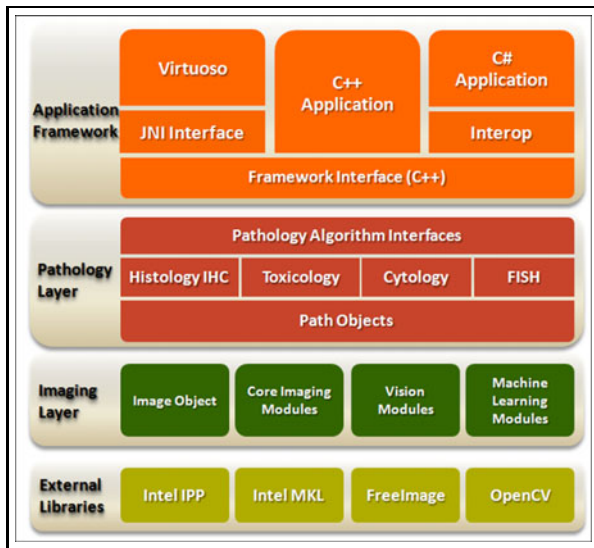 Application
Framework
Virtuoso
JNI Interface
C++
Application
C#
Application
Interop
Framework Interface (C++)
Pathology
Layer
Pathology Algorithm Interfaces
Histology IHC
Toxicology
Cytology
FISH
Path Objects
Imaging
Layer
Image Object
Core Imaging
Modules
Vision
Modules
Machine
Learning
Modules
External
Libraries
Intel IPP
Intel MKL
FreeImage
OpenCV